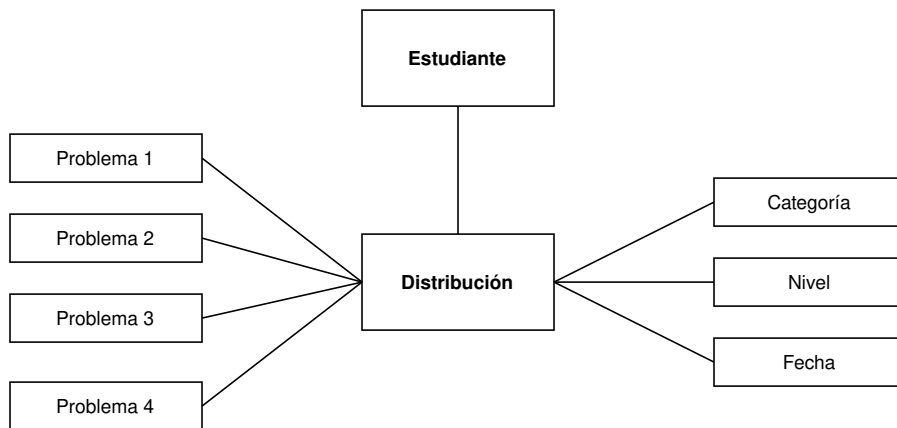 Estudiante
Problema 1
Problema 2
Problema 3
Problema 4
Distribución
Categoría
Nivel
Fecha